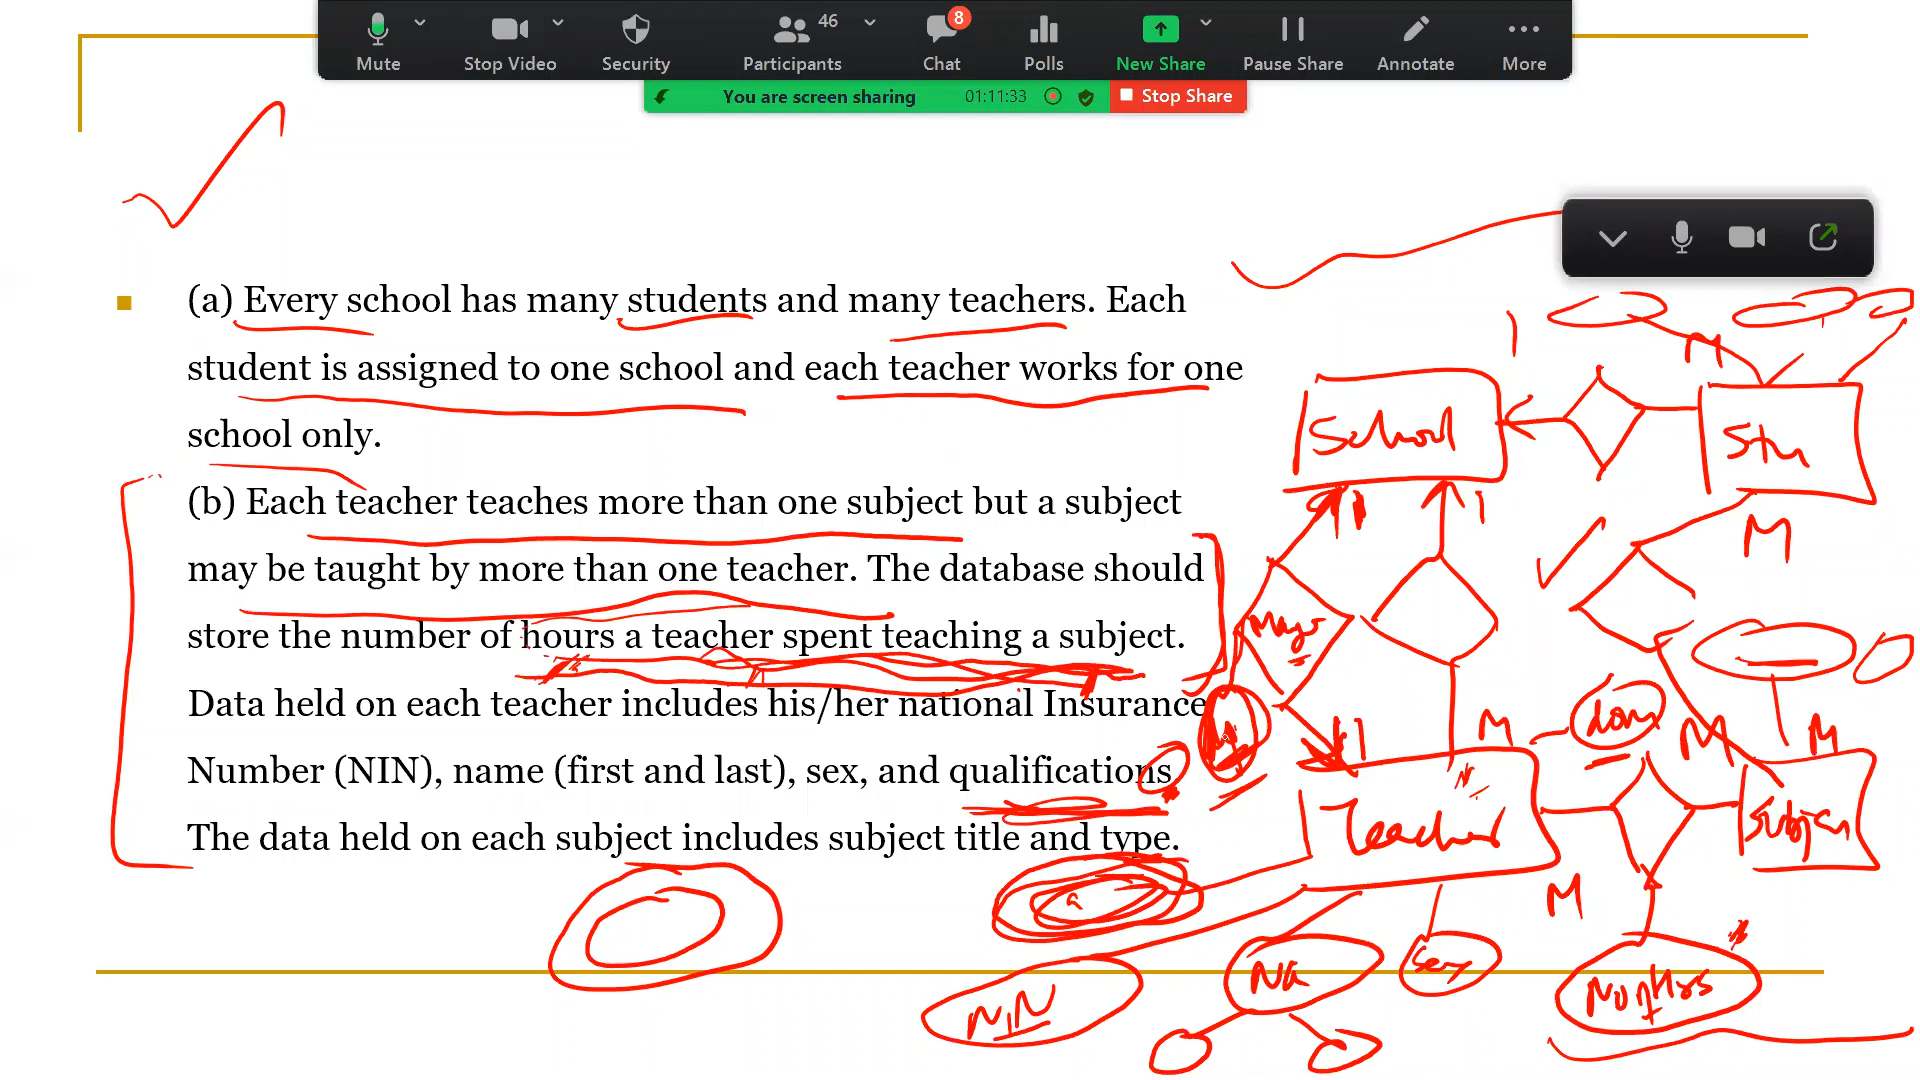 Mute
Stop Video
Security
Participants
46
Chat
8
Polls
New Share
Pause Share
Annotate
More
You are screen sharing
01:11:33
Stop Share
(a) Every school has many students and many teachers. Each
student is assigned to one school and each teacher works for one
school only.
(b) Each teacher teaches more than one subject but a subject
may be taught by more than one teacher. The database should
store the number of hours a teacher spent teaching a subject.
Data held on each teacher includes his/her national Insurance
Number (NIN), name (first and last), sex, and qualifications
The data held on each subject includes subject title and type.
1
M
School
Stu
1
1
M
1
M
M
M
Teacher
M
a
NIN
Na
Sex